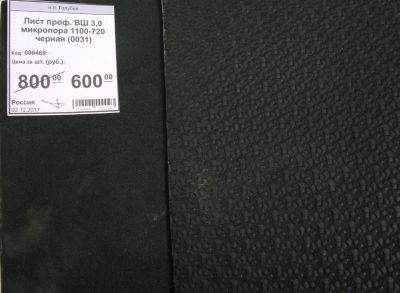 и.п. Голубев
Лист проф. ВШ 3,0
микропора 1100-720
черная (0031)
Код: 000469
Цена за шт. (руб.):
800 00 600 00
Россия
03.12.2017